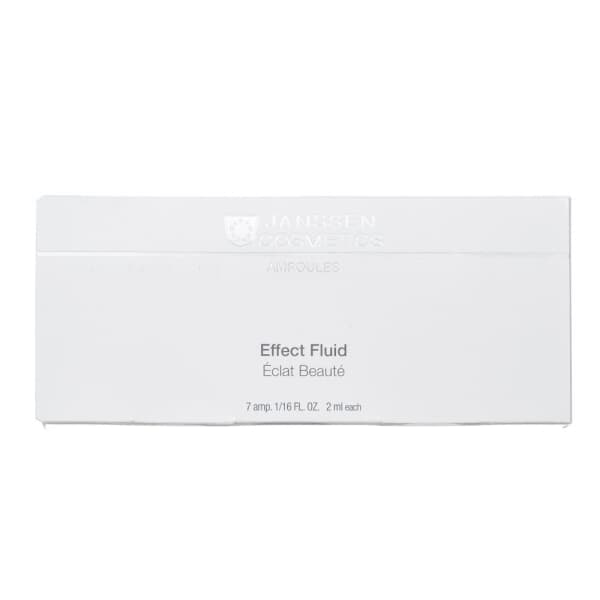 JANSSEN
COSMETICS
AMPOULES
Effect Fluid
Éclat Beauté
7 amp. 1/16 FL. OZ. 2 ml each